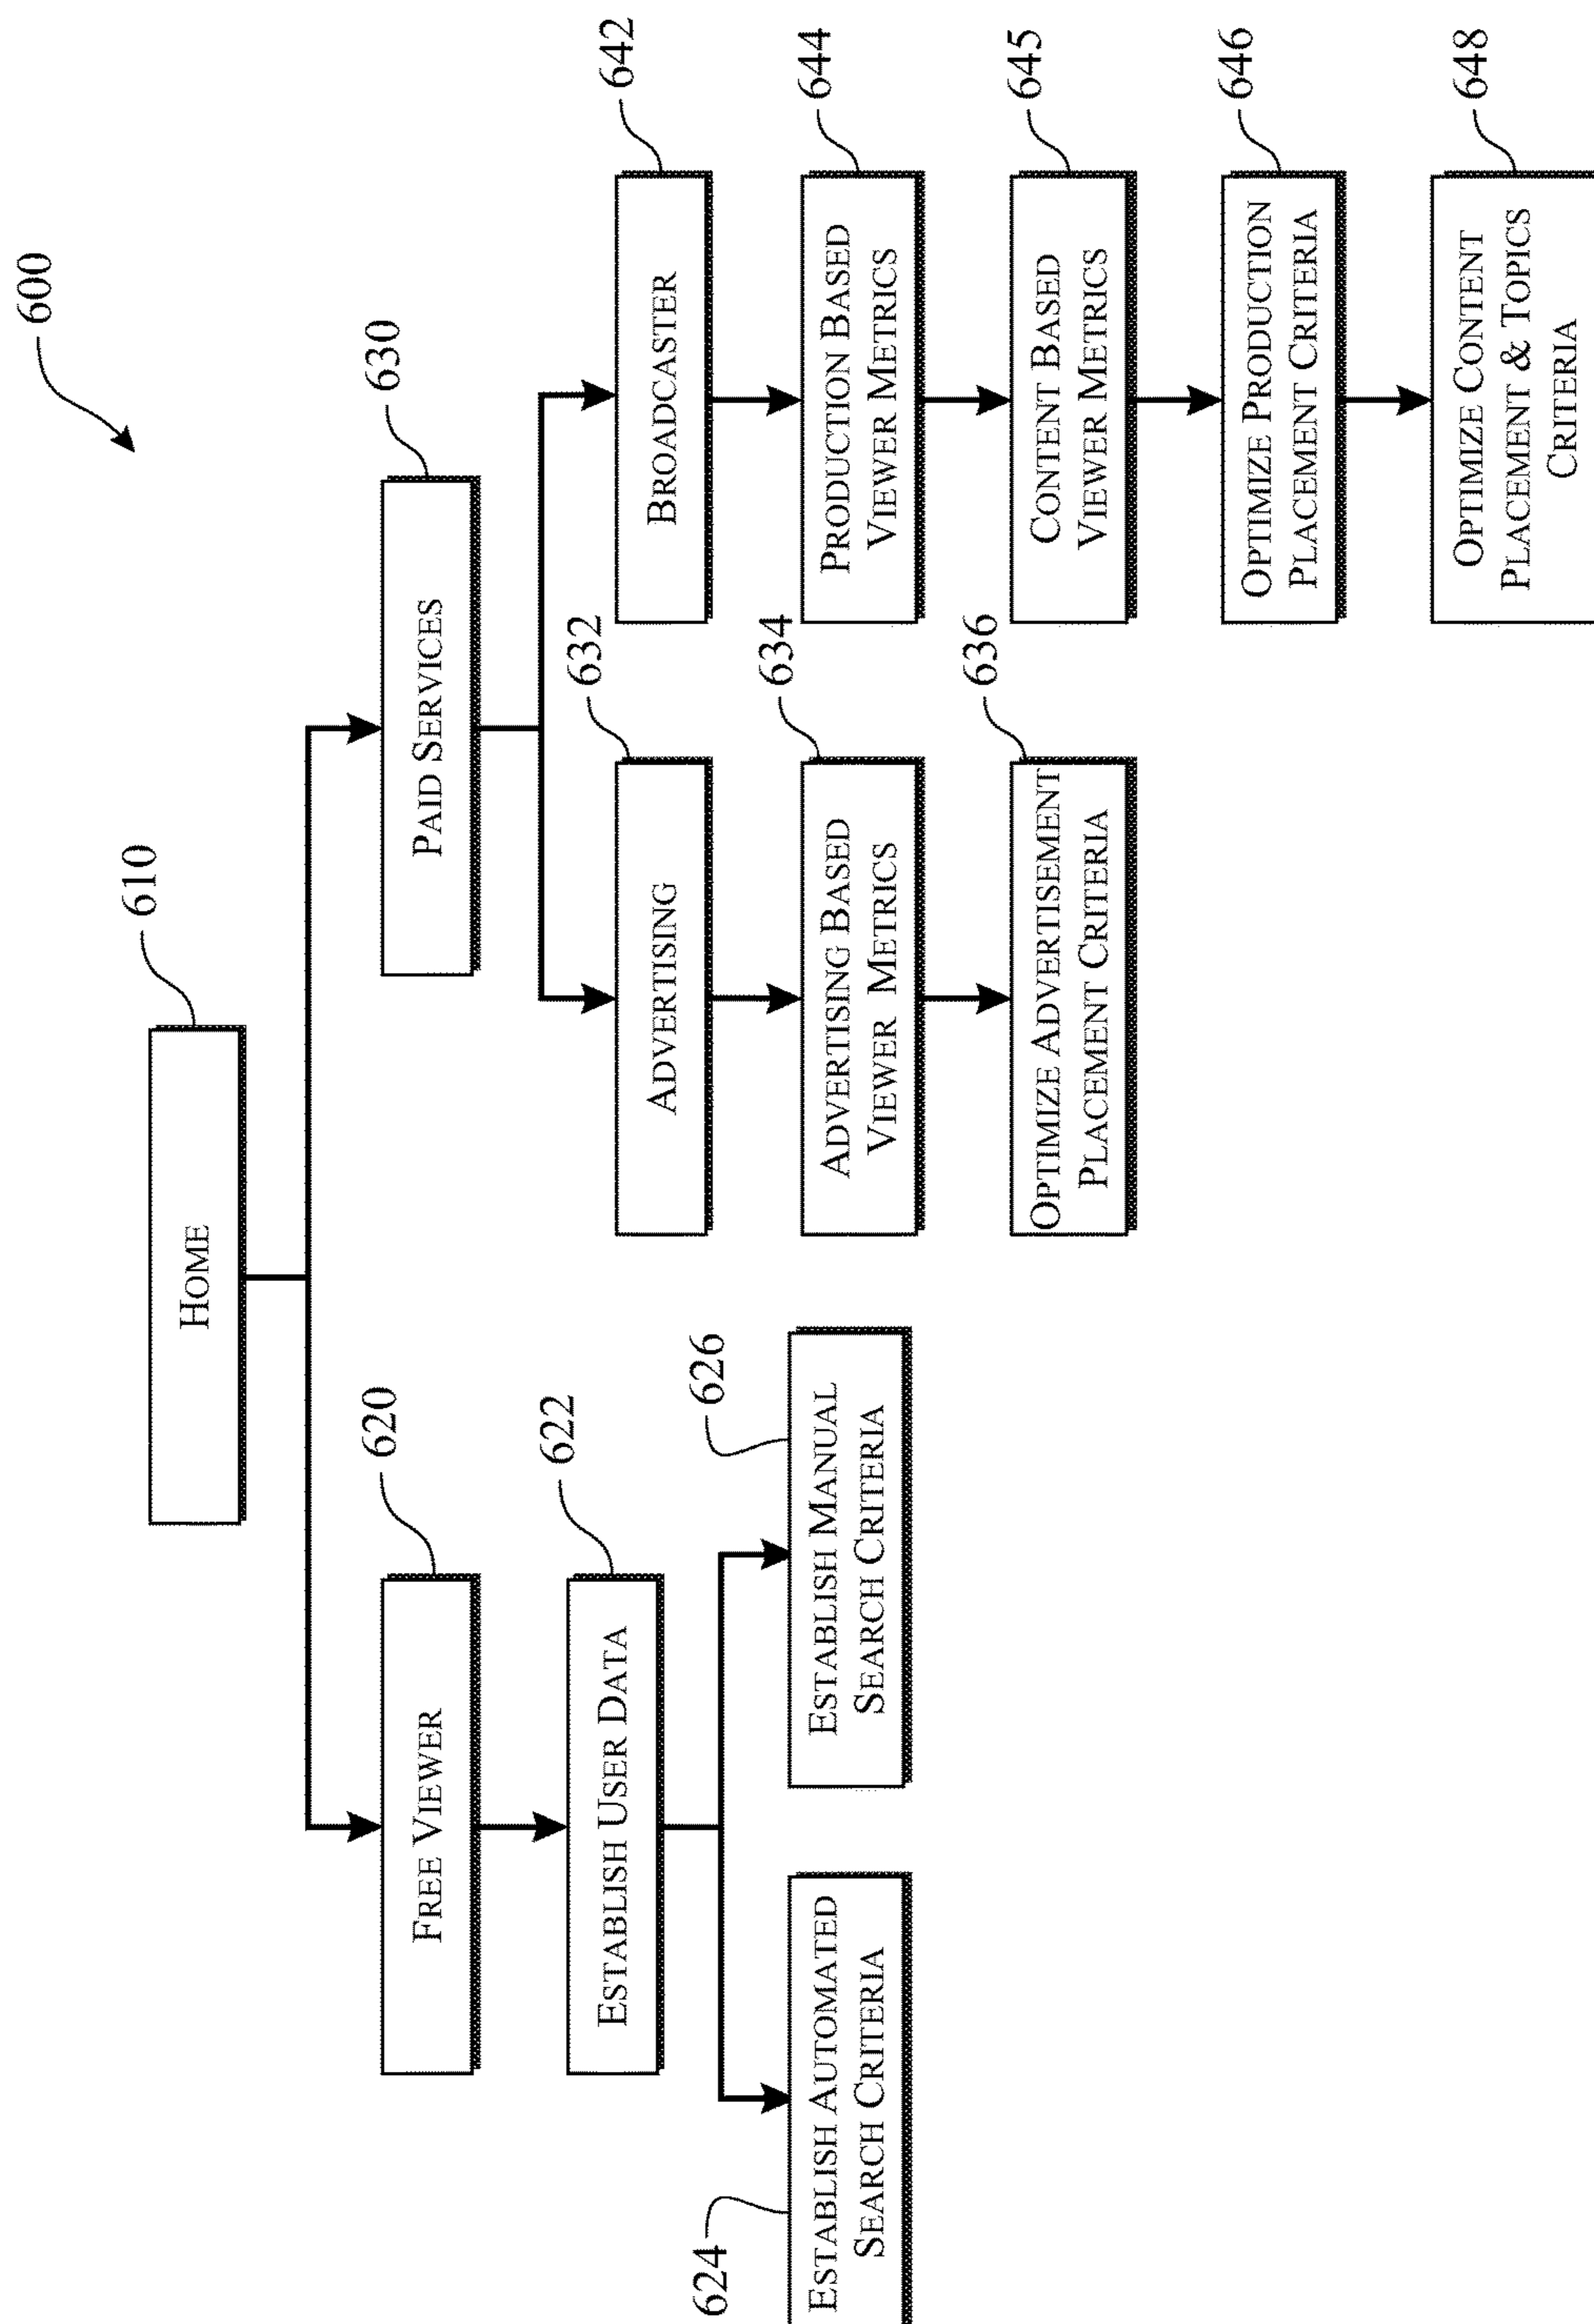 600
HOME
610
FREE VIEWER
620
PAID SERVICES
630
ESTABLISH USER DATA
622
ESTABLISH AUTOMATED
SEARCH CRITERIA
624
ESTABLISH MANUAL
SEARCH CRITERIA
626
ADVERTISING
632
ADVERTISING BASED
VIEWER METRICS
634
OPTIMIZE ADVERTISEMENT
PLACEMENT CRITERIA
636
BROADCASTER
642
PRODUCTION BASED
VIEWER METRICS
644
CONTENT BASED
VIEWER METRICS
645
OPTIMIZE PRODUCTION
PLACEMENT CRITERIA
646
OPTIMIZE CONTENT
PLACEMENT & TOPICS
CRITERIA
648